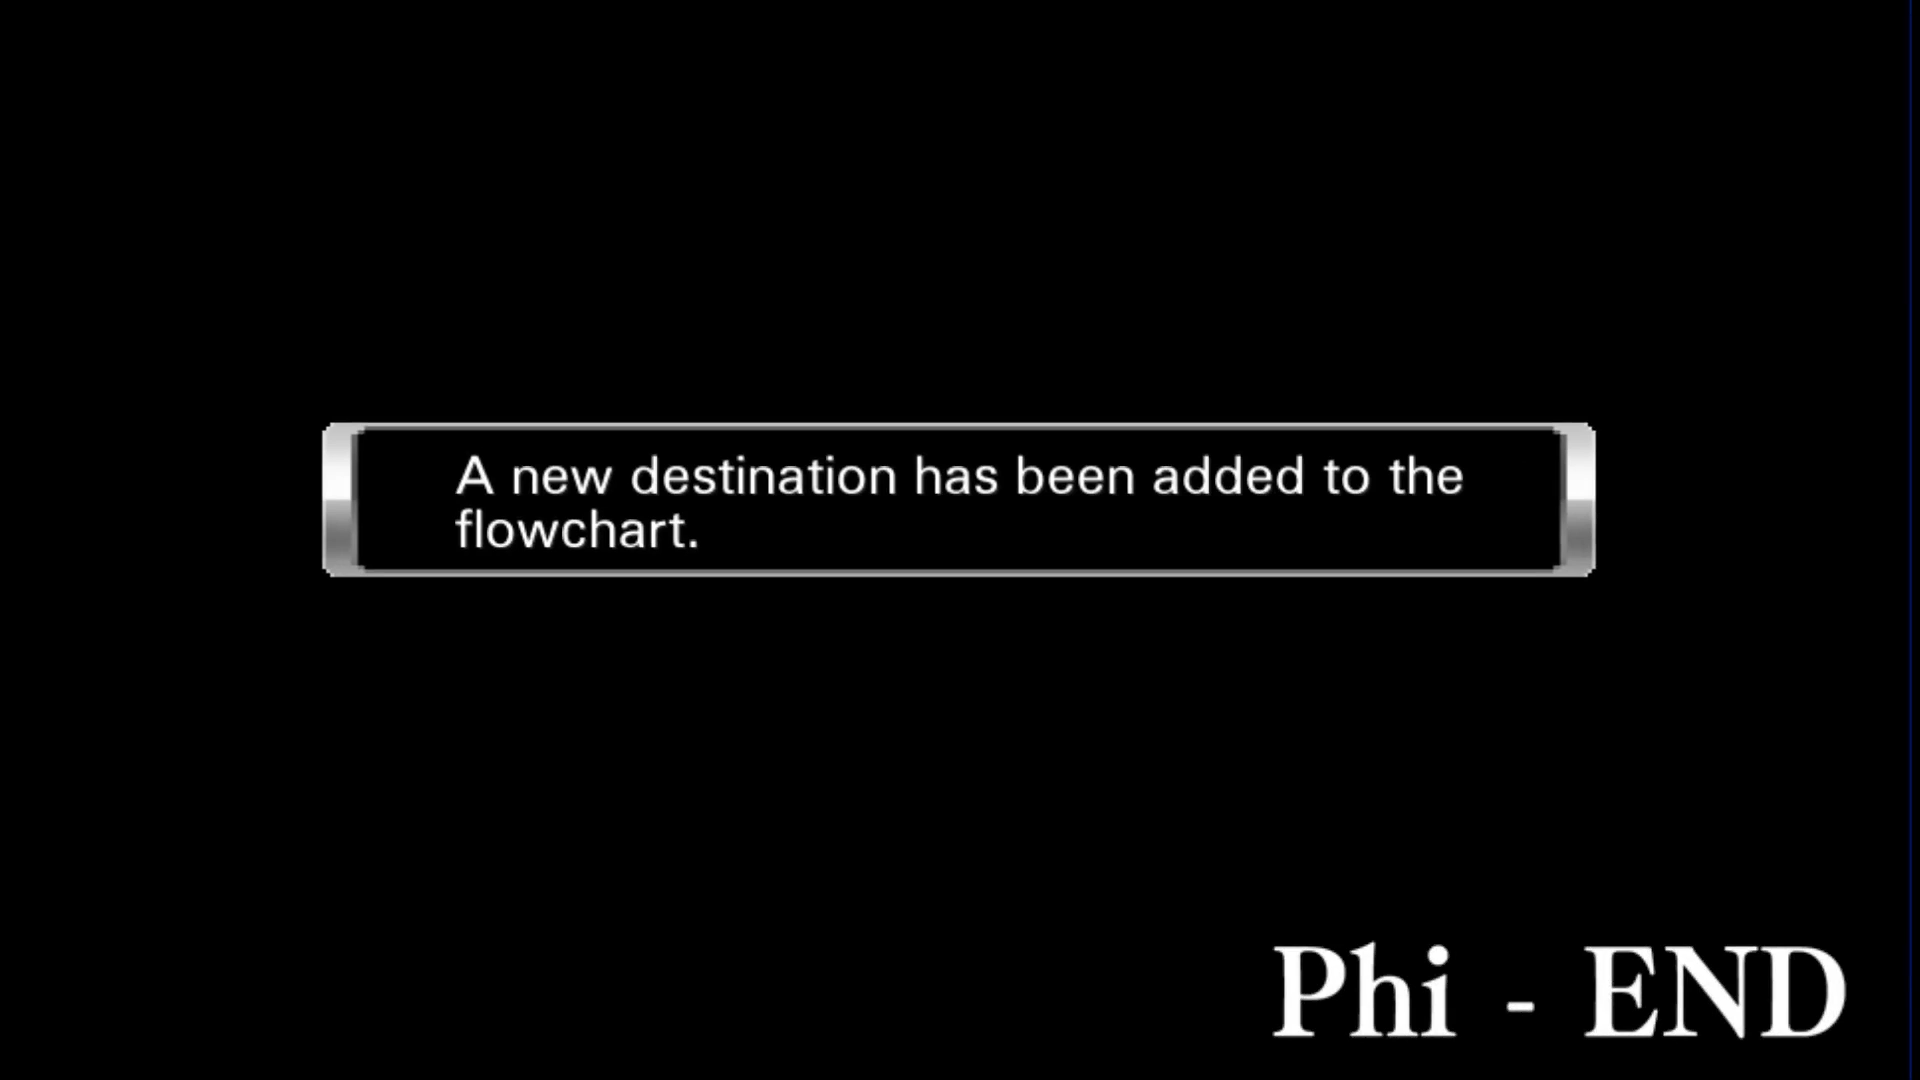 A new destination has been added to the
flowchart.
Phi - END